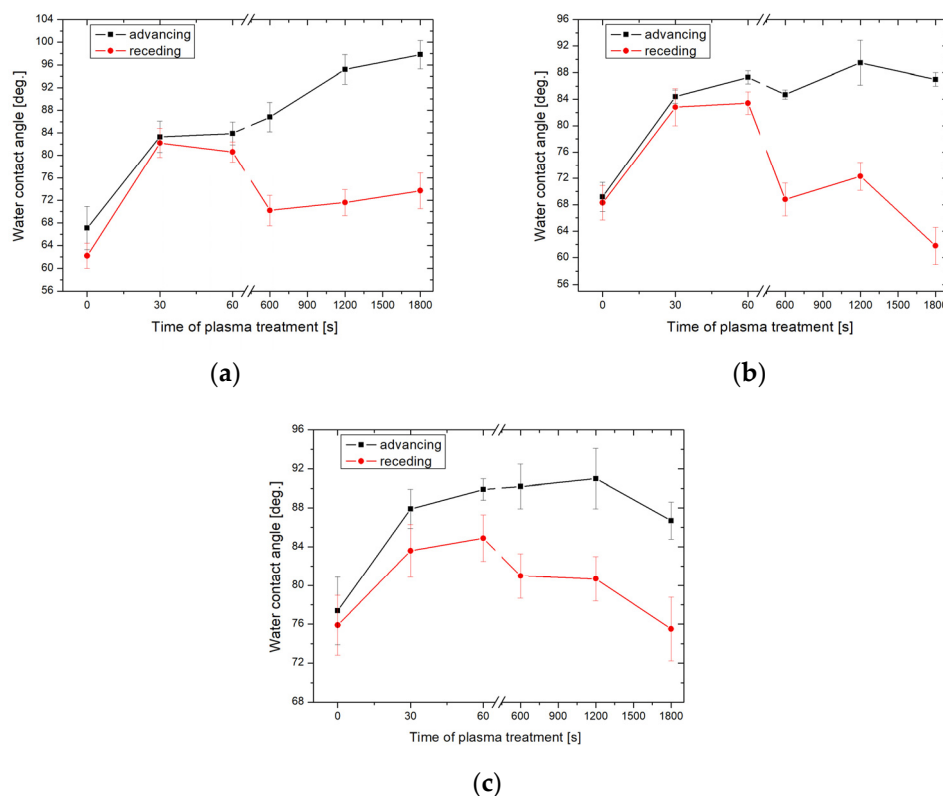 104
100
96
92
88
84
80
76
72
68
64
60
56
Water contact angle [deg.]
advancing
receding
0 30 60 600 900 1200 1500 1800
Time of plasma treatment [s]
(a)
96
92
88
84
80
76
72
68
64
60
56
Water contact angle [deg.]
advancing
receding
0 30 60 600 900 1200 1500 1800
Time of plasma treatment [s]
(b)
96
92
88
84
80
76
72
68
Water contact angle [deg.]
advancing
receding
0 30 60 600 900 1200 1500 1800
Time of plasma treatment [s]
(c)